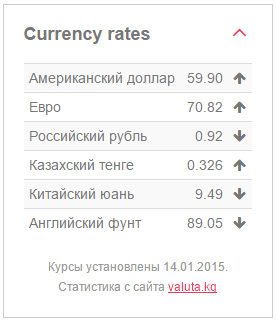 Currency rates
Американский доллар 59.90
Евро 70.82
Российский рубль 0.92
Казахский тенге 0.326
Китайский юань 9.49
Английский фунт 89.05
Курсы установлены 14.01.2015.
Статистика с сайта valuta.kg